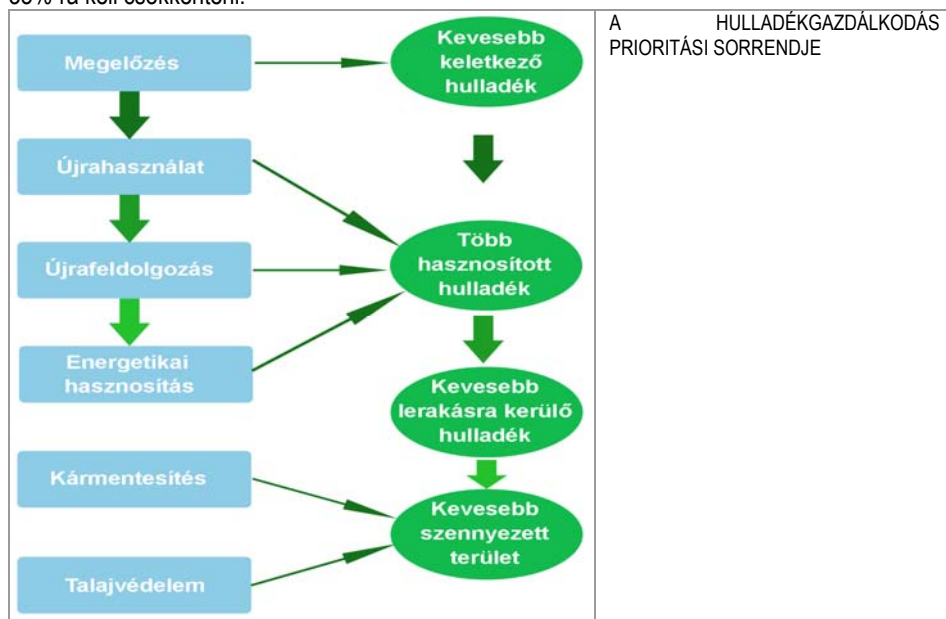 A HULLADÉKGAZDÁLKODÁS
PRIORITÁSI SORRENDJE
Megelőzés
Kevesebb
keletkező
hulladék
Újrahasználat
Újrafeldolgozás
Több
hasznosított
hulladék
Energetikai
hasznosítás
Kevesebb
lerakásra kerülő
hulladék
Kármentesítés
Kevesebb
szennyezett
terület
Talajvédelem